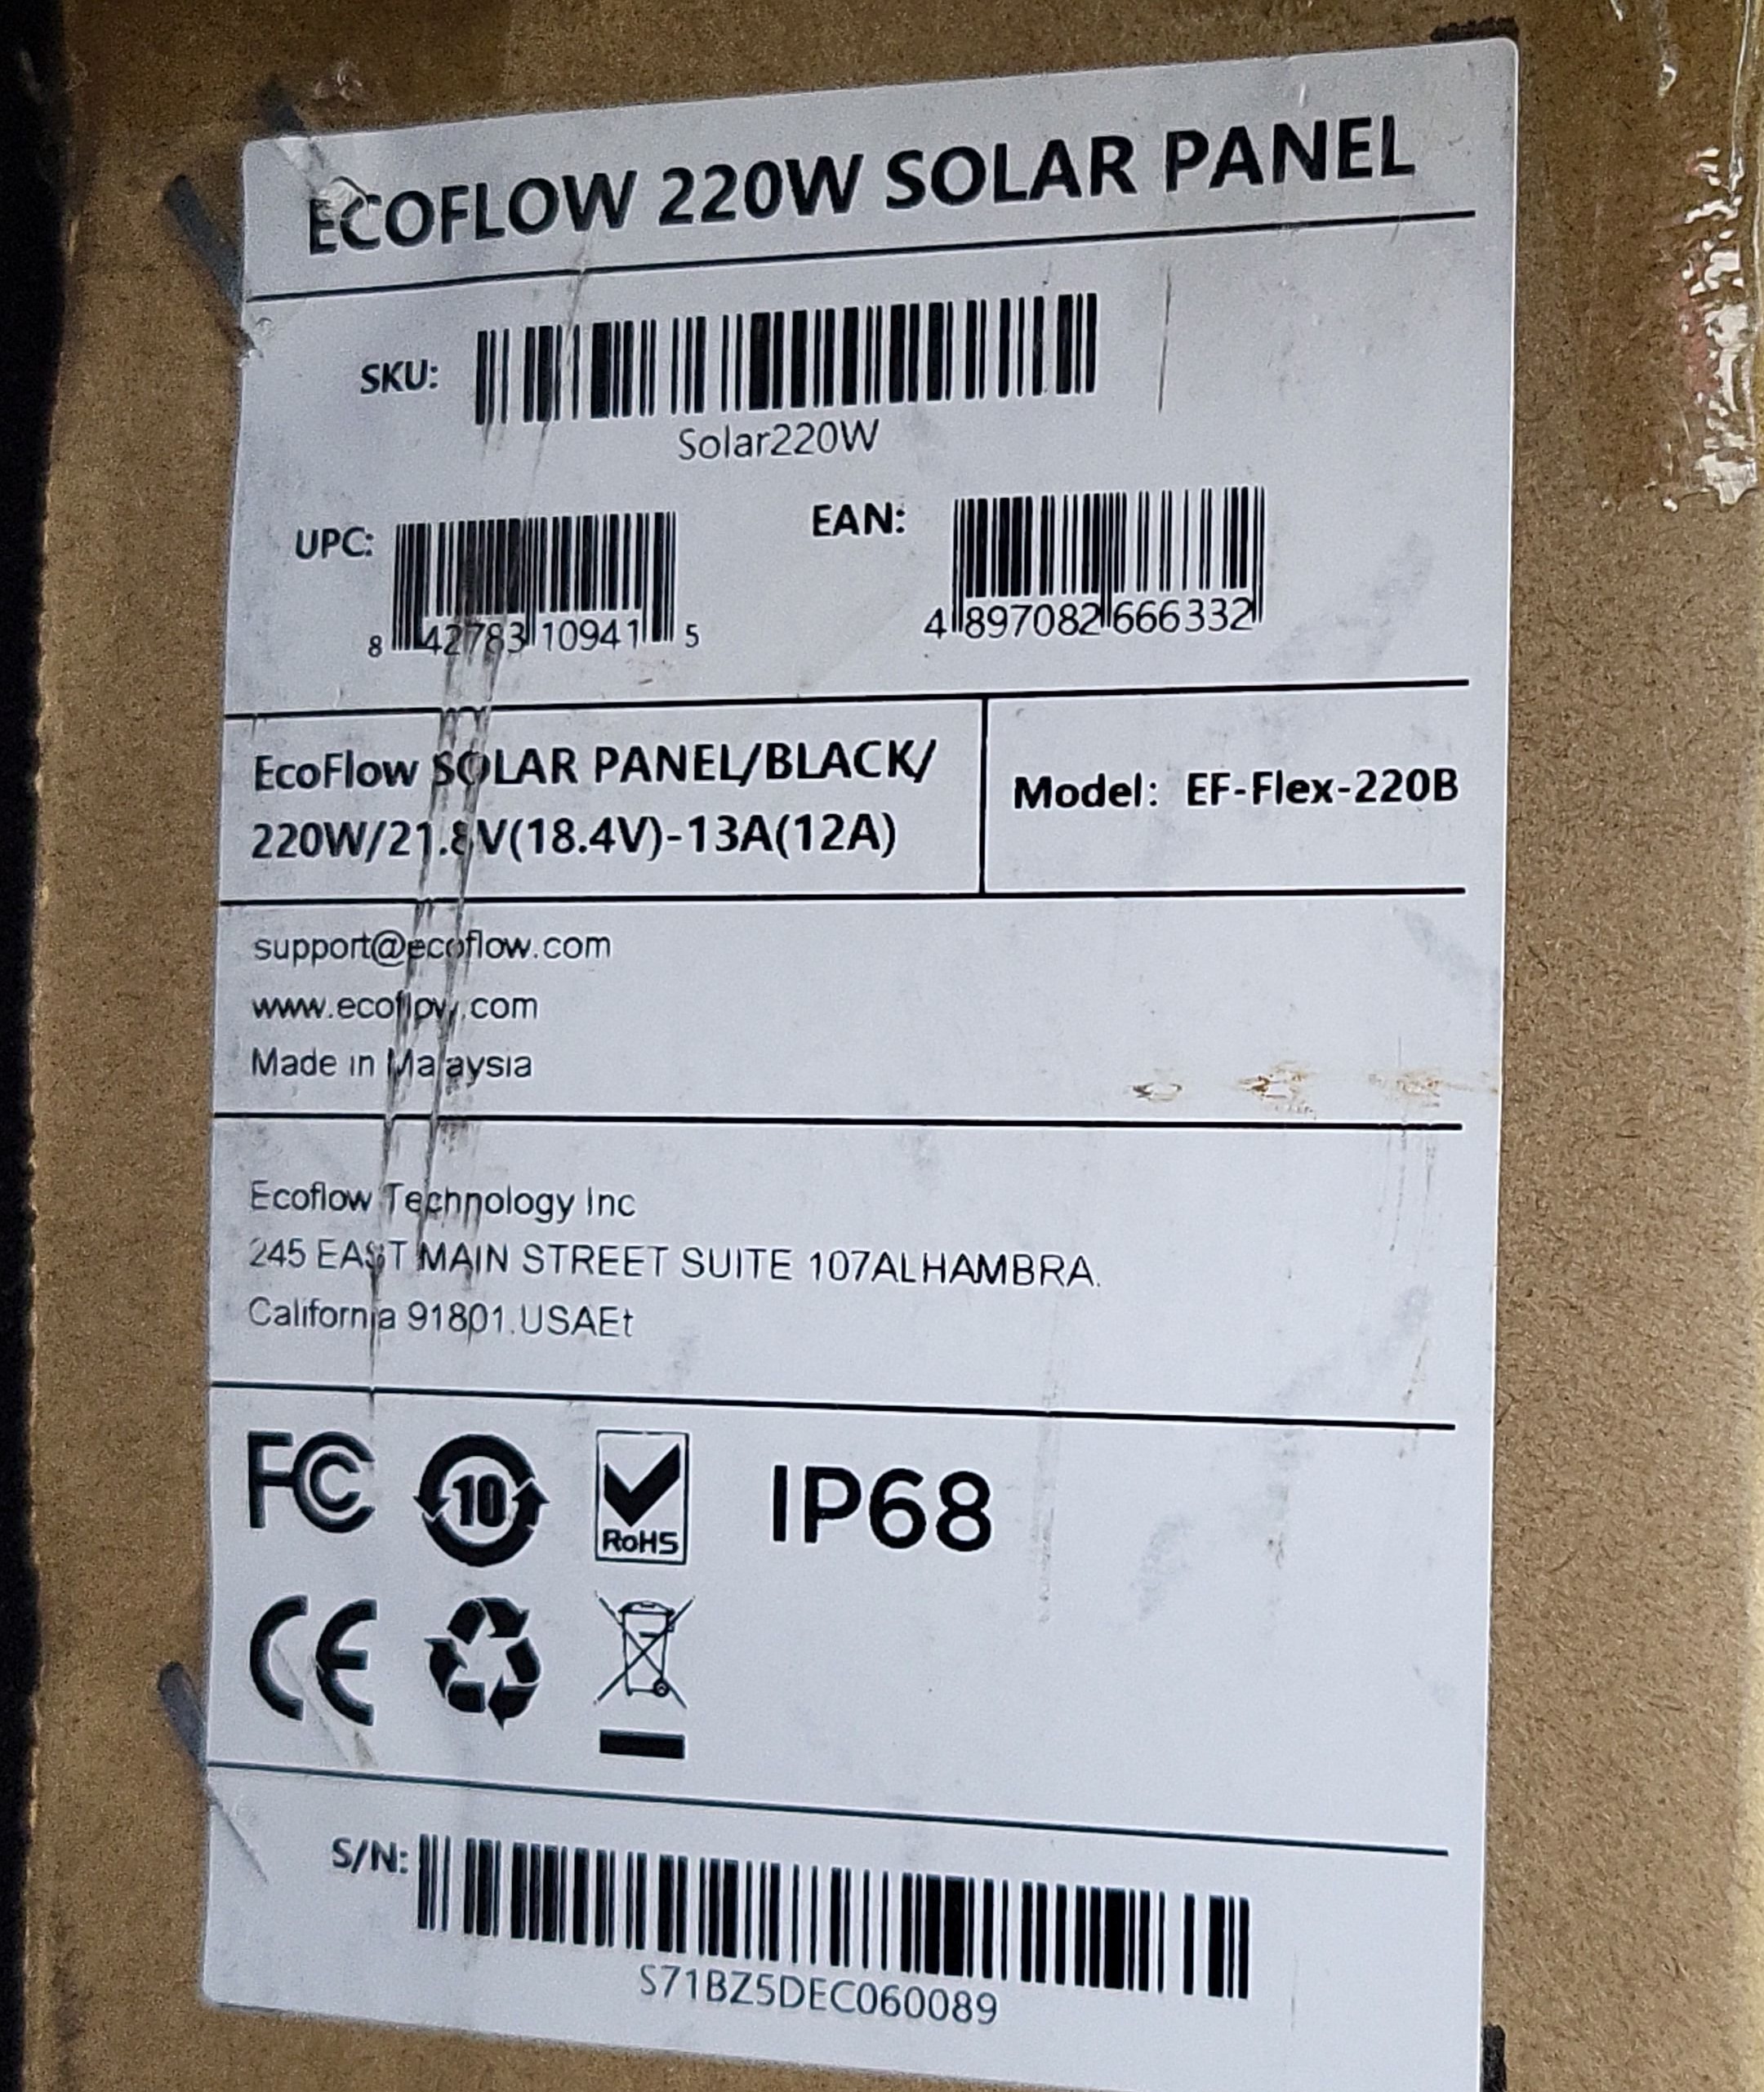 ECOFLOW 220W SOLAR PANEL
SKU:
Solar220W
UPC:
8 42783 10941 5
EAN:
4 897082 666332
EcoFlow SOLAR PANEL/BLACK/
220W/21.8V(18.4V)-13A(12A)
Model: EF-Flex-220B
support@ecoflow.com
www.ecoflow.com
Made in Malaysia
Ecoflow Technology Inc
245 EAST MAIN STREET SUITE 107ALHAMBRA.
California 91801.USAEt
FC 10 RoHS IP68
CE
S/N:
S71BZ5DEC060089